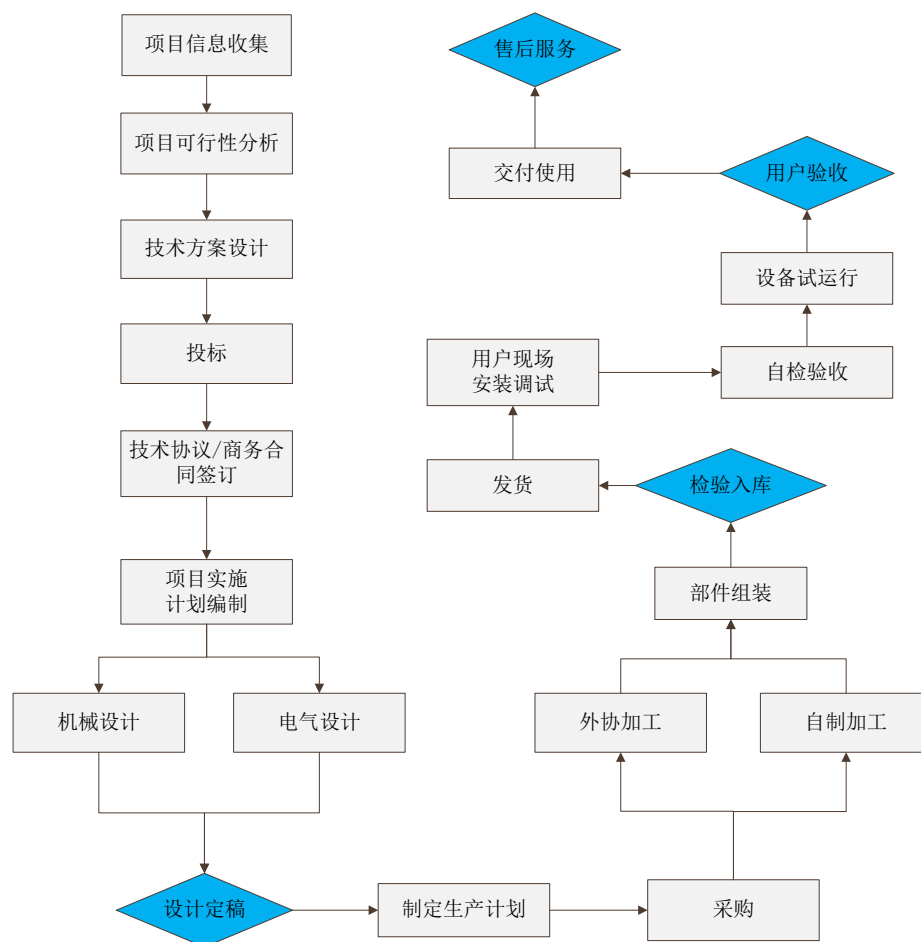 项目信息收集
项目可行性分析
技术方案设计
投标
技术协议/商务合
同签订
项目实施
计划编制
机械设计
电气设计
设计定稿
制定生产计划
采购
外协加工
自制加工
部件组装
检验入库
发货
用户现场
安装调试
自检验收
设备试运行
用户验收
交付使用
售后服务